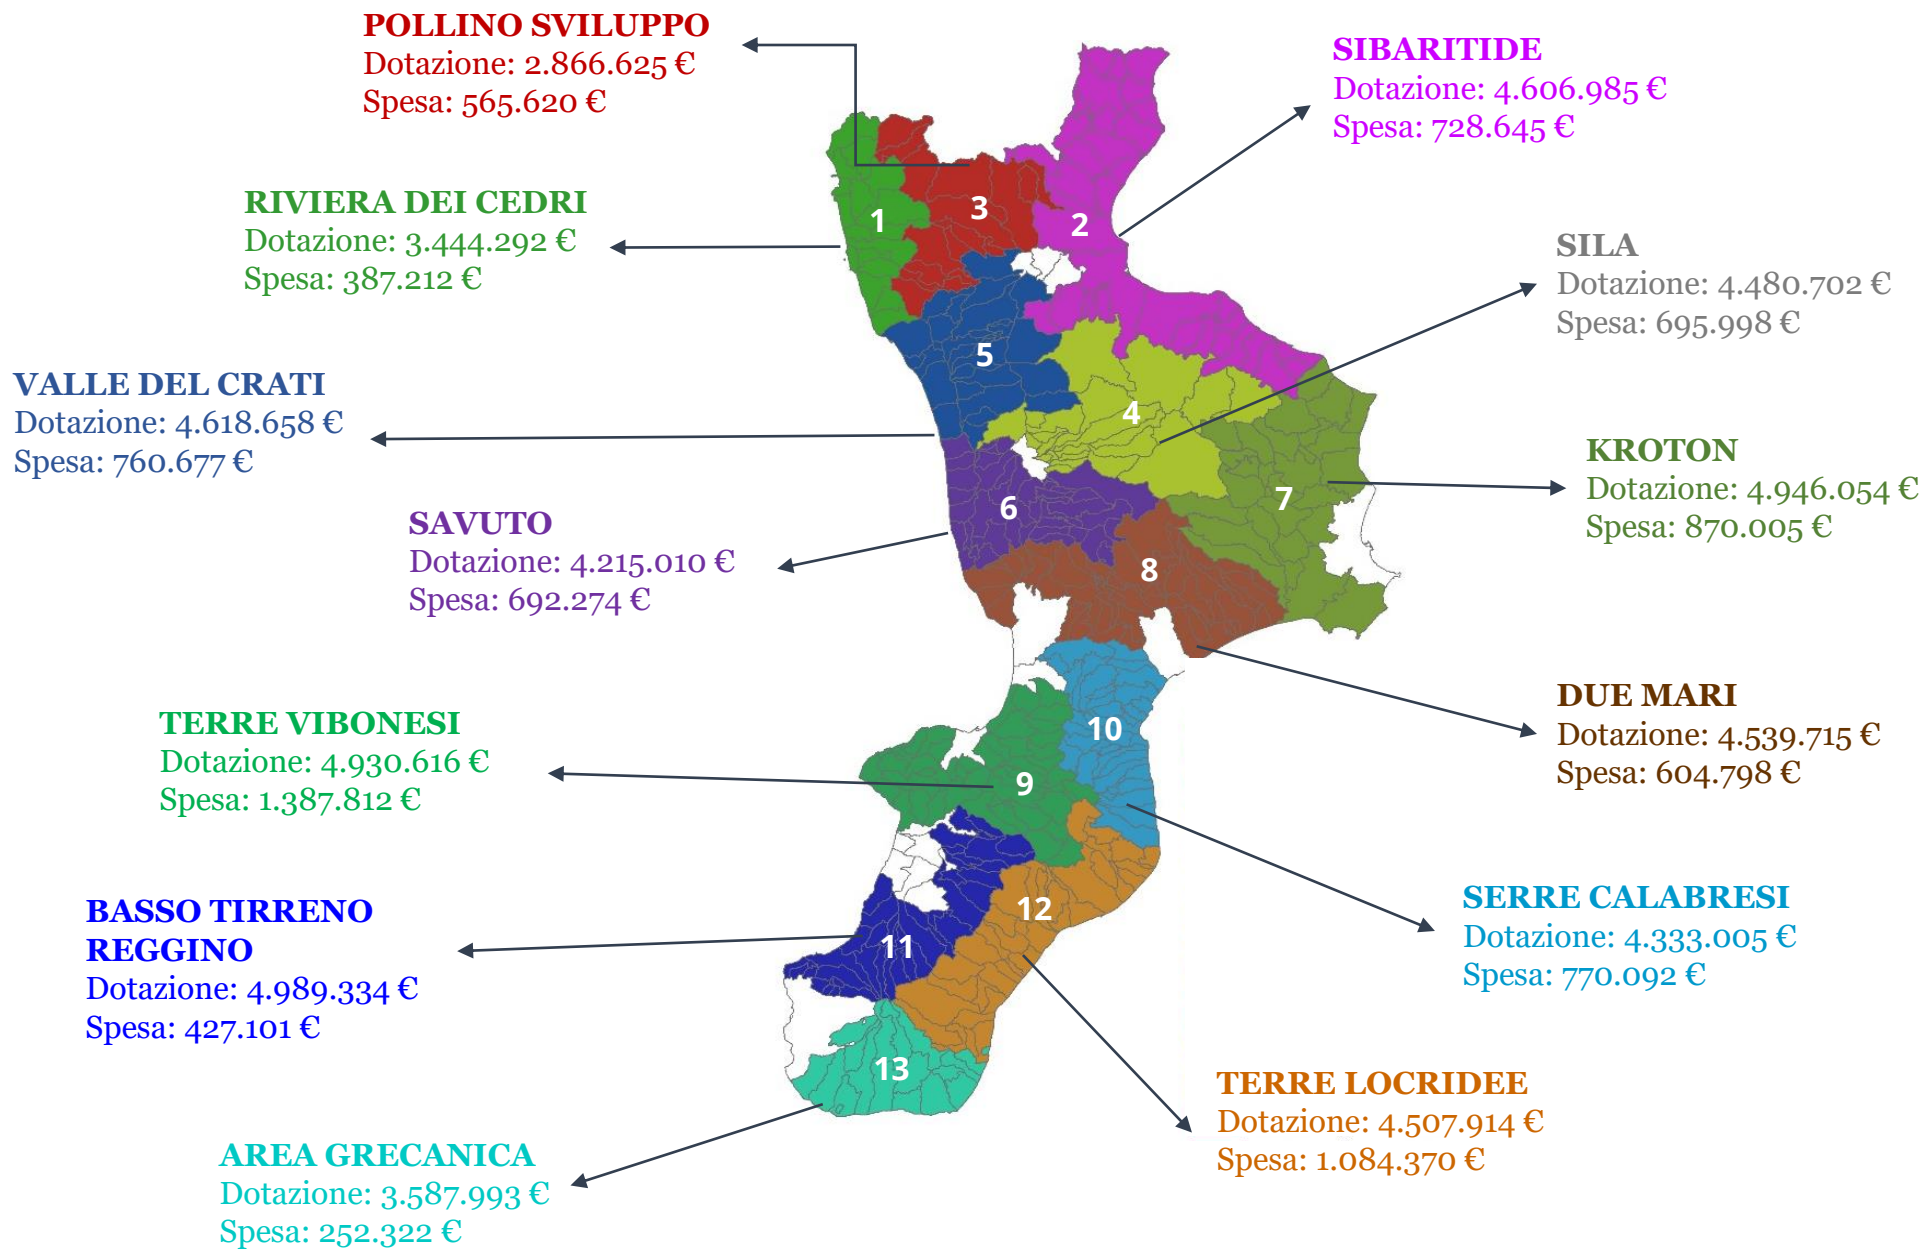 POLLINO SVILUPPO
Dotazione: 2.866.625 €
Spesa: 565.620 €
SIBARITIDE
Dotazione: 4.606.985 €
Spesa: 728.645 €
RIVIERA DEI CEDRI
Dotazione: 3.444.292 €
Spesa: 387.212 €
SILA
Dotazione: 4.480.702 €
Spesa: 695.998 €
VALLE DEL CRATI
Dotazione: 4.618.658 €
Spesa: 760.677 €
KROTON
Dotazione: 4.946.054 €
Spesa: 870.005 €
SAVUTO
Dotazione: 4.215.010 €
Spesa: 692.274 €
DUE MARI
Dotazione: 4.539.715 €
Spesa: 604.798 €
TERRE VIBONESI
Dotazione: 4.930.616 €
Spesa: 1.387.812 €
SERRE CALABRESI
Dotazione: 4.333.005 €
Spesa: 770.092 €
BASSO TIRRENO
REGGINO
Dotazione: 4.989.334 €
Spesa: 427.101 €
TERRE LOCRIDEE
Dotazione: 4.507.914 €
Spesa: 1.084.370 €
AREA GRECANICA
Dotazione: 3.587.993 €
Spesa: 252.322 €
1
3
2
5
4
6
7
8
10
9
12
11
13